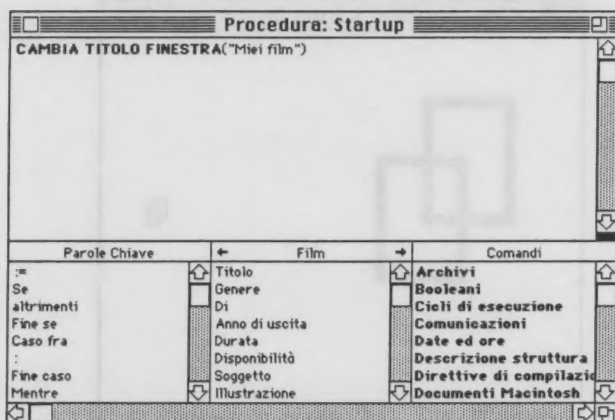 Procedura: Startup
CAMBIA TITOLO FINESTRA("Miei film")
Parole Chiave
:=
Se
altrimenti
Fine se
Caso fra
:
Fine caso
Mentre
← Film →
Titolo
Genere
Di
Anno di uscita
Durata
Disponibilità
Soggetto
Illustrazione
Comandi
Archivi
Booleani
Cicli di esecuzione
Comunicazioni
Date ed ore
Descrizione struttura
Direttive di compilazio
Documenti Macintosh